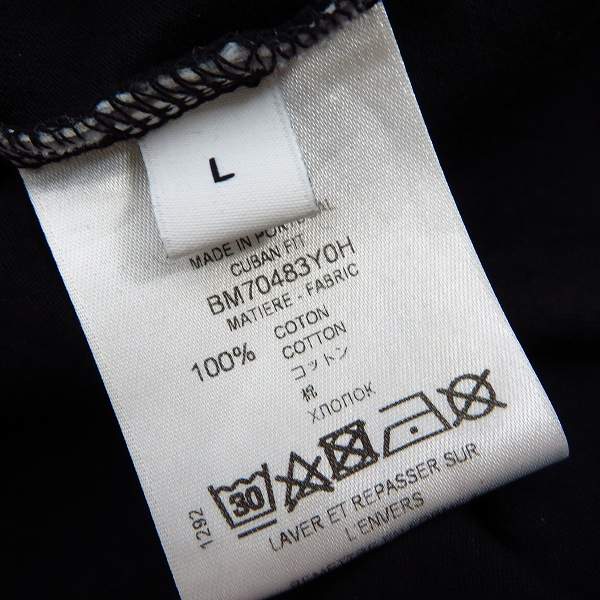 L
MADE IN PORTUGAL
CUBAN FIT
BM70483Y0H
MATIERE - FABRIC
100% COTON
COTTON
コットン
棉
ХЛОПОК
30
LAVER ET REPASSER SUR
L'ENVERS
1292